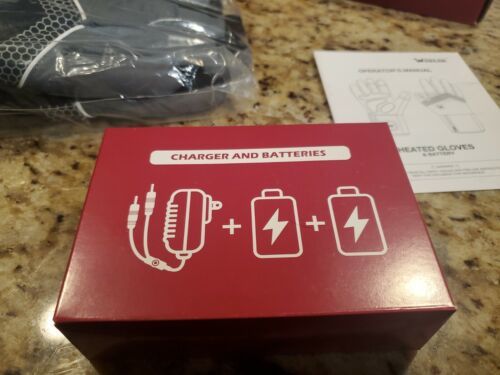 OPERATOR'S MANUAL
HEATED GLOVES
& BATTERY
CHARGER AND BATTERIES
+ +